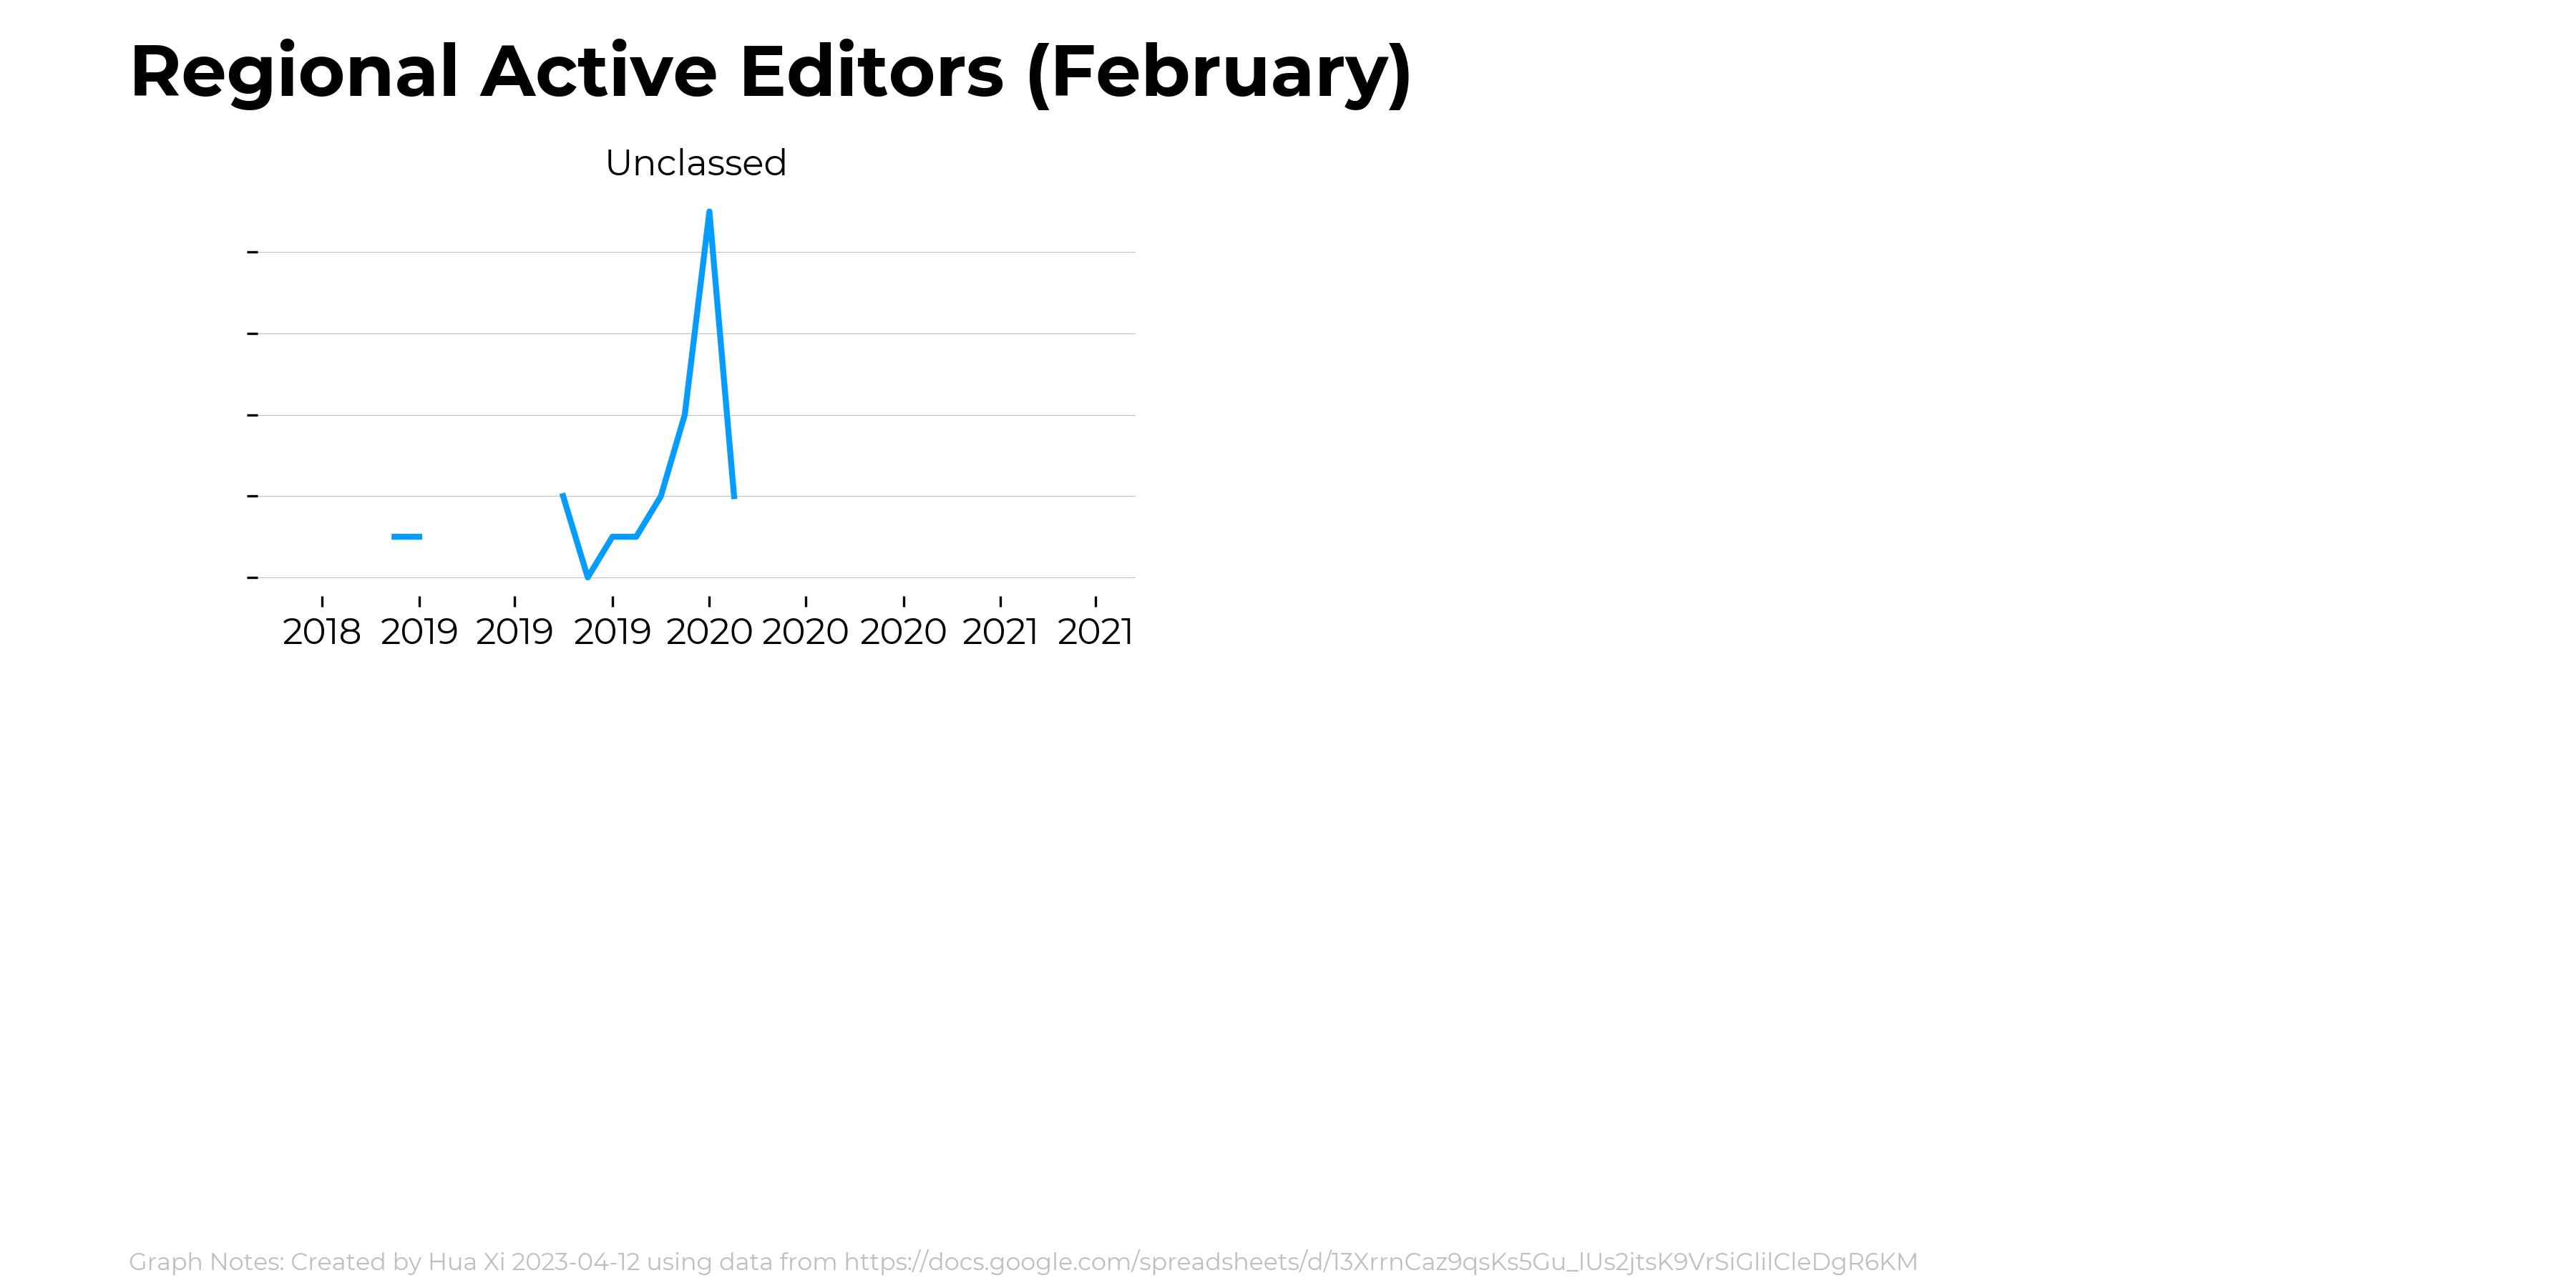 Regional Active Editors (February)
Unclassed
2018 2019 2019 2019 2020 2020 2020 2021 2021
Graph Notes: Created by Hua Xi 2023-04-12 using data from https://docs.google.com/spreadsheets/d/13XrrnCaz9qsKs5Gu_lUs2jtsK9VrSiGlilCleDgR6KM